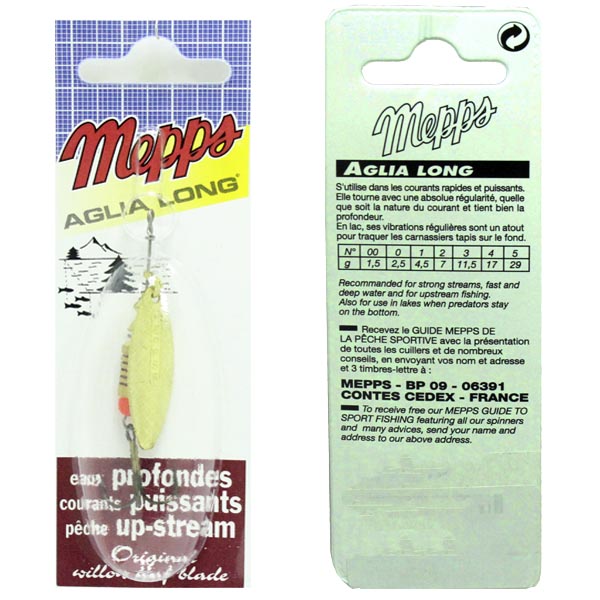 Mepps
AGLIA LONG
eaux profondes
courants puissants
pêche up-stream
Original
willow leaf blade
Mepps
AGLIA LONG
S'utilise dans les courants rapides et puissants.
Elle tourne avec une absolue régularité, quelle
que soit la nature du courant et tient bien la
profondeur.
En lac, ses vibrations régulières sont un atout
pour traquer les carnassiers tapis sur le fond.
N° 00 0 1 2 3 4 5
g 1,5 2,5 4,5 7 11,5 17 29
Recommended for strong streams, fast and
deep water and for upstream fishing.
Also for use in lakes when predators stay
on the bottom.
Recevez le GUIDE MEPPS DE
LA PÊCHE SPORTIVE avec la présentation
de toutes les cuillers et de nombreux
conseils, en envoyant vos nom et adresse
et 3 timbres-lettre à :
MEPPS - BP 09 - 06391
CONTES CEDEX - FRANCE
To receive free our MEPPS GUIDE TO
SPORT FISHING featuring all our spinners
and many advices, send your name and
address to our above address.